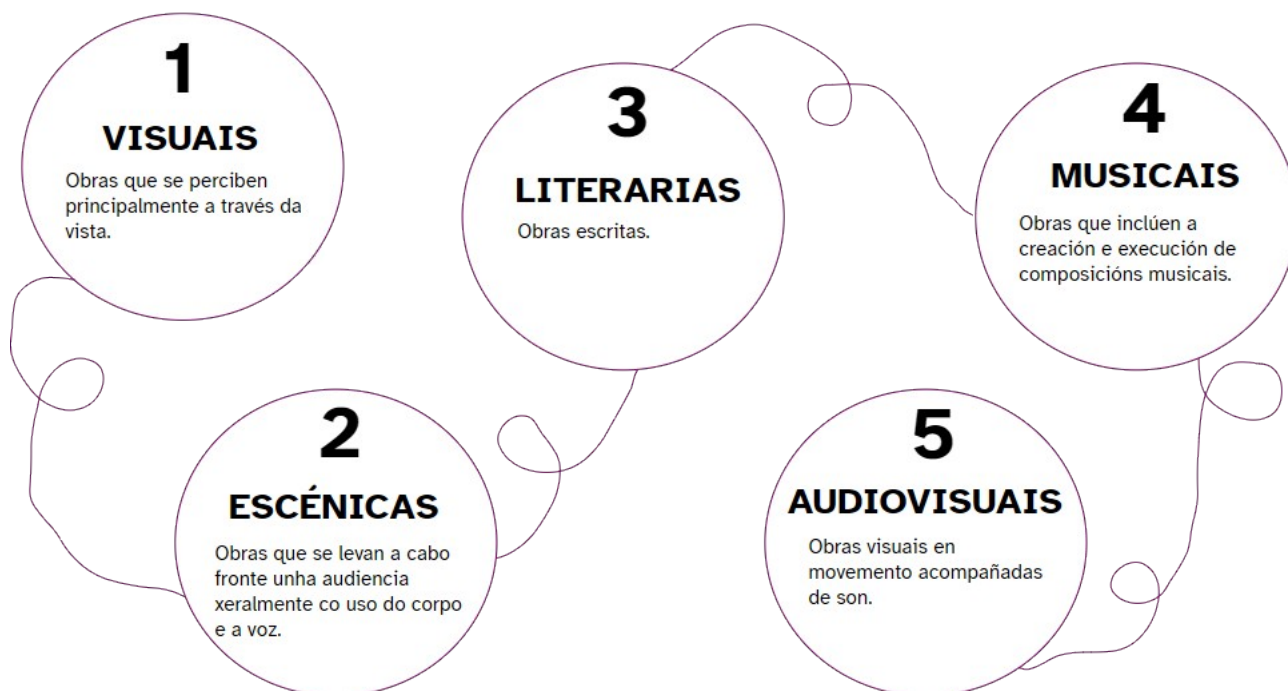 1
VISUAIS
Obras que se perciben
principalmente a través da
vista.
2
ESCÉNICAS
Obras que se levan a cabo
fronte unha audiencia
xeralmente co uso do corpo
e a voz.
3
LITERARIAS
Obras escritas.
4
MUSICAIS
Obras que inclúen a
creación e execución de
composicións musicais.
5
AUDIOVISUAIS
Obras visuais en
movemento acompañadas
de son.